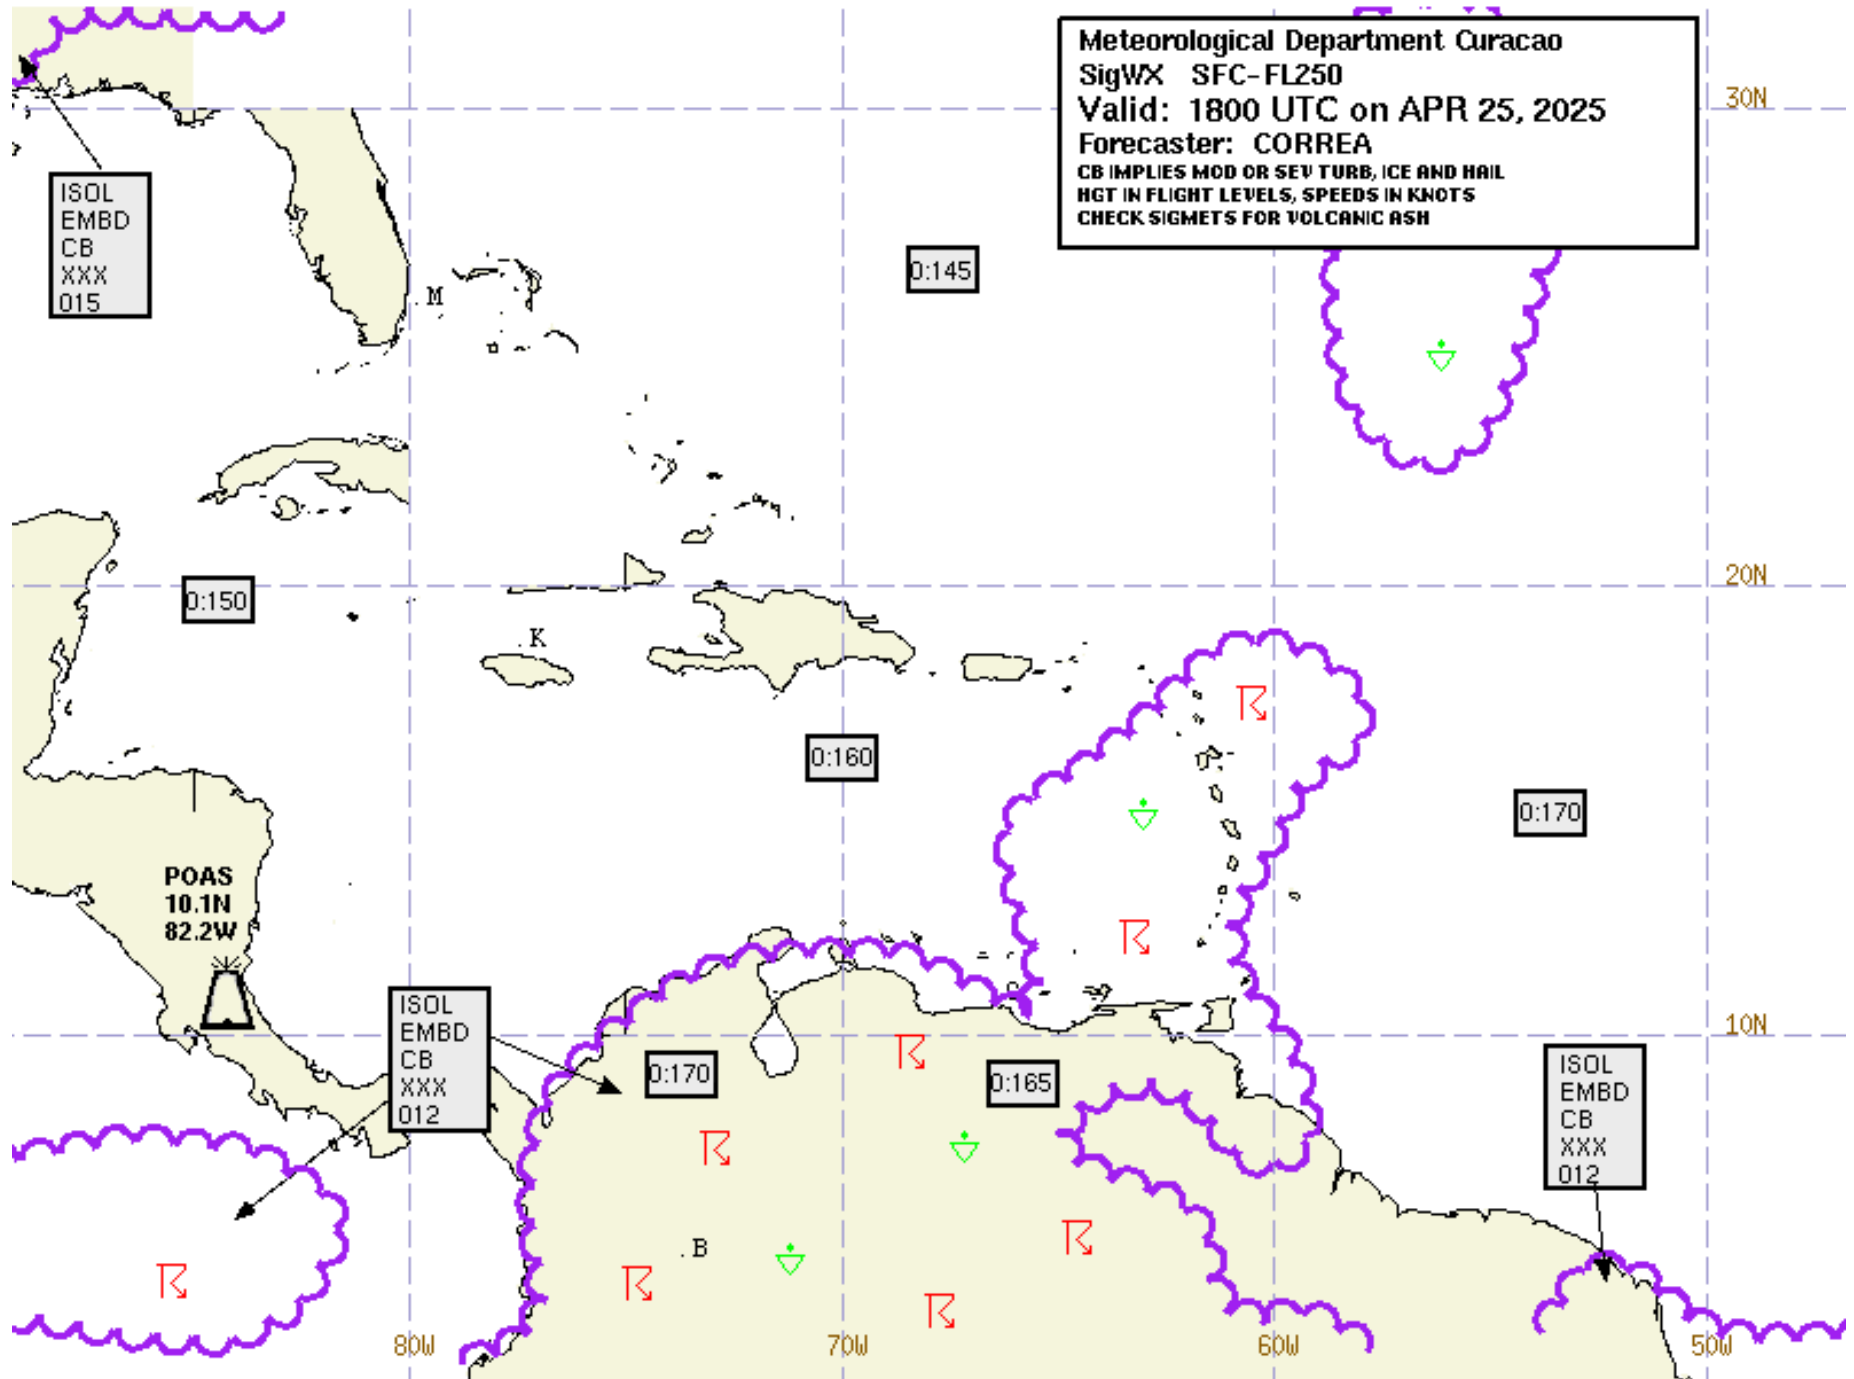 Meteorological Department Curacao
SigWX SFC-FL250
Valid: 1800 UTC on APR 25, 2025
Forecaster: CORREA
CB IMPLIES MOD OR SEV TURB, ICE AND HAIL
HGT IN FLIGHT LEVELS, SPEEDS IN KNOTS
CHECK SIGMETS FOR VOLCANIC ASH
30N
ISOL
EMBD
CB
XXX
015
0:145
M
20N
0:150
K
0:160
0:170
POAS
10.1N
82.2W
ISOL
EMBD
CB
XXX
012
10N
0:170
0:165
ISOL
EMBD
CB
XXX
012
B
80W
70W
60W
50W